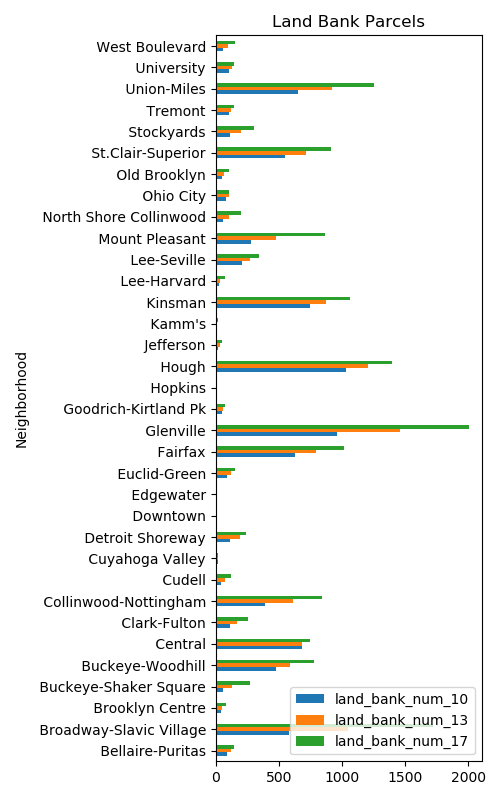 Land Bank Parcels
Neighborhood
West Boulevard
University
Union-Miles
Tremont
Stockyards
St.Clair-Superior
Old Brooklyn
Ohio City
North Shore Collinwood
Mount Pleasant
Lee-Seville
Lee-Harvard
Kinsman
Kamm's
Jefferson
Hough
Hopkins
Goodrich-Kirtland Pk
Glenville
Fairfax
Euclid-Green
Edgewater
Downtown
Detroit Shoreway
Cuyahoga Valley
Cudell
Collinwood-Nottingham
Clark-Fulton
Central
Buckeye-Woodhill
Buckeye-Shaker Square
Brooklyn Centre
Broadway-Slavic Village
Bellaire-Puritas
land_bank_num_10
land_bank_num_13
land_bank_num_17
0 500 1000 1500 2000